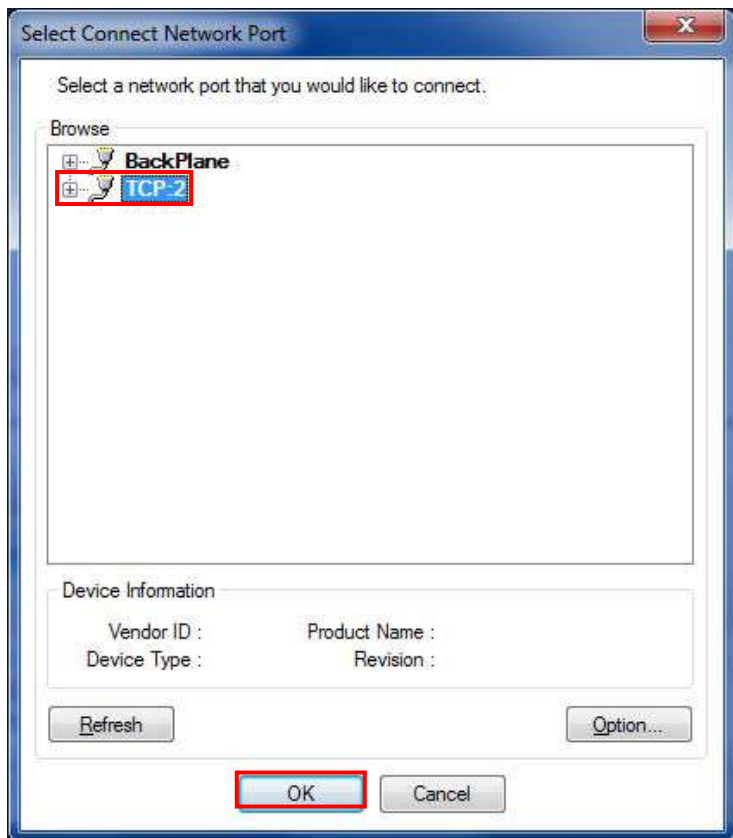 Select Connect Network Port
Select a network port that you would like to connect.
Browse
BackPlane
TCP-2
Device Information
Vendor ID : Product Name :
Device Type : Revision :
Refresh Option...
OK Cancel